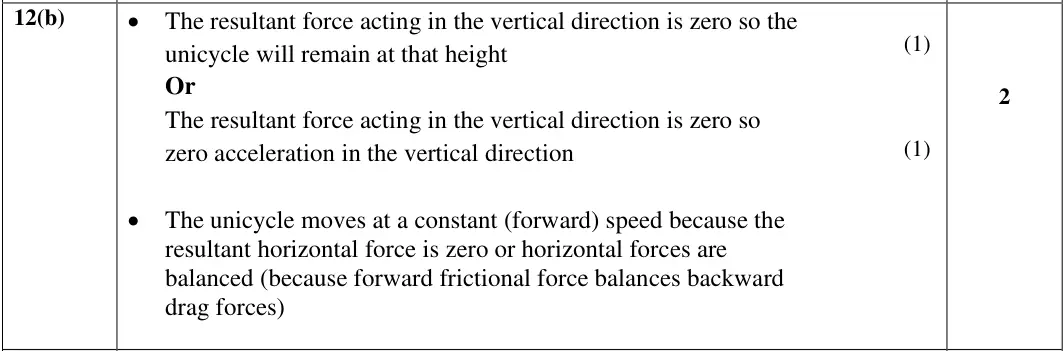 12(b)
• The resultant force acting in the vertical direction is zero so the
unicycle will remain at that height (1)
Or
The resultant force acting in the vertical direction is zero so
zero acceleration in the vertical direction (1)
• The unicycle moves at a constant (forward) speed because the
resultant horizontal force is zero or horizontal forces are
balanced (because forward frictional force balances backward
drag forces)
2